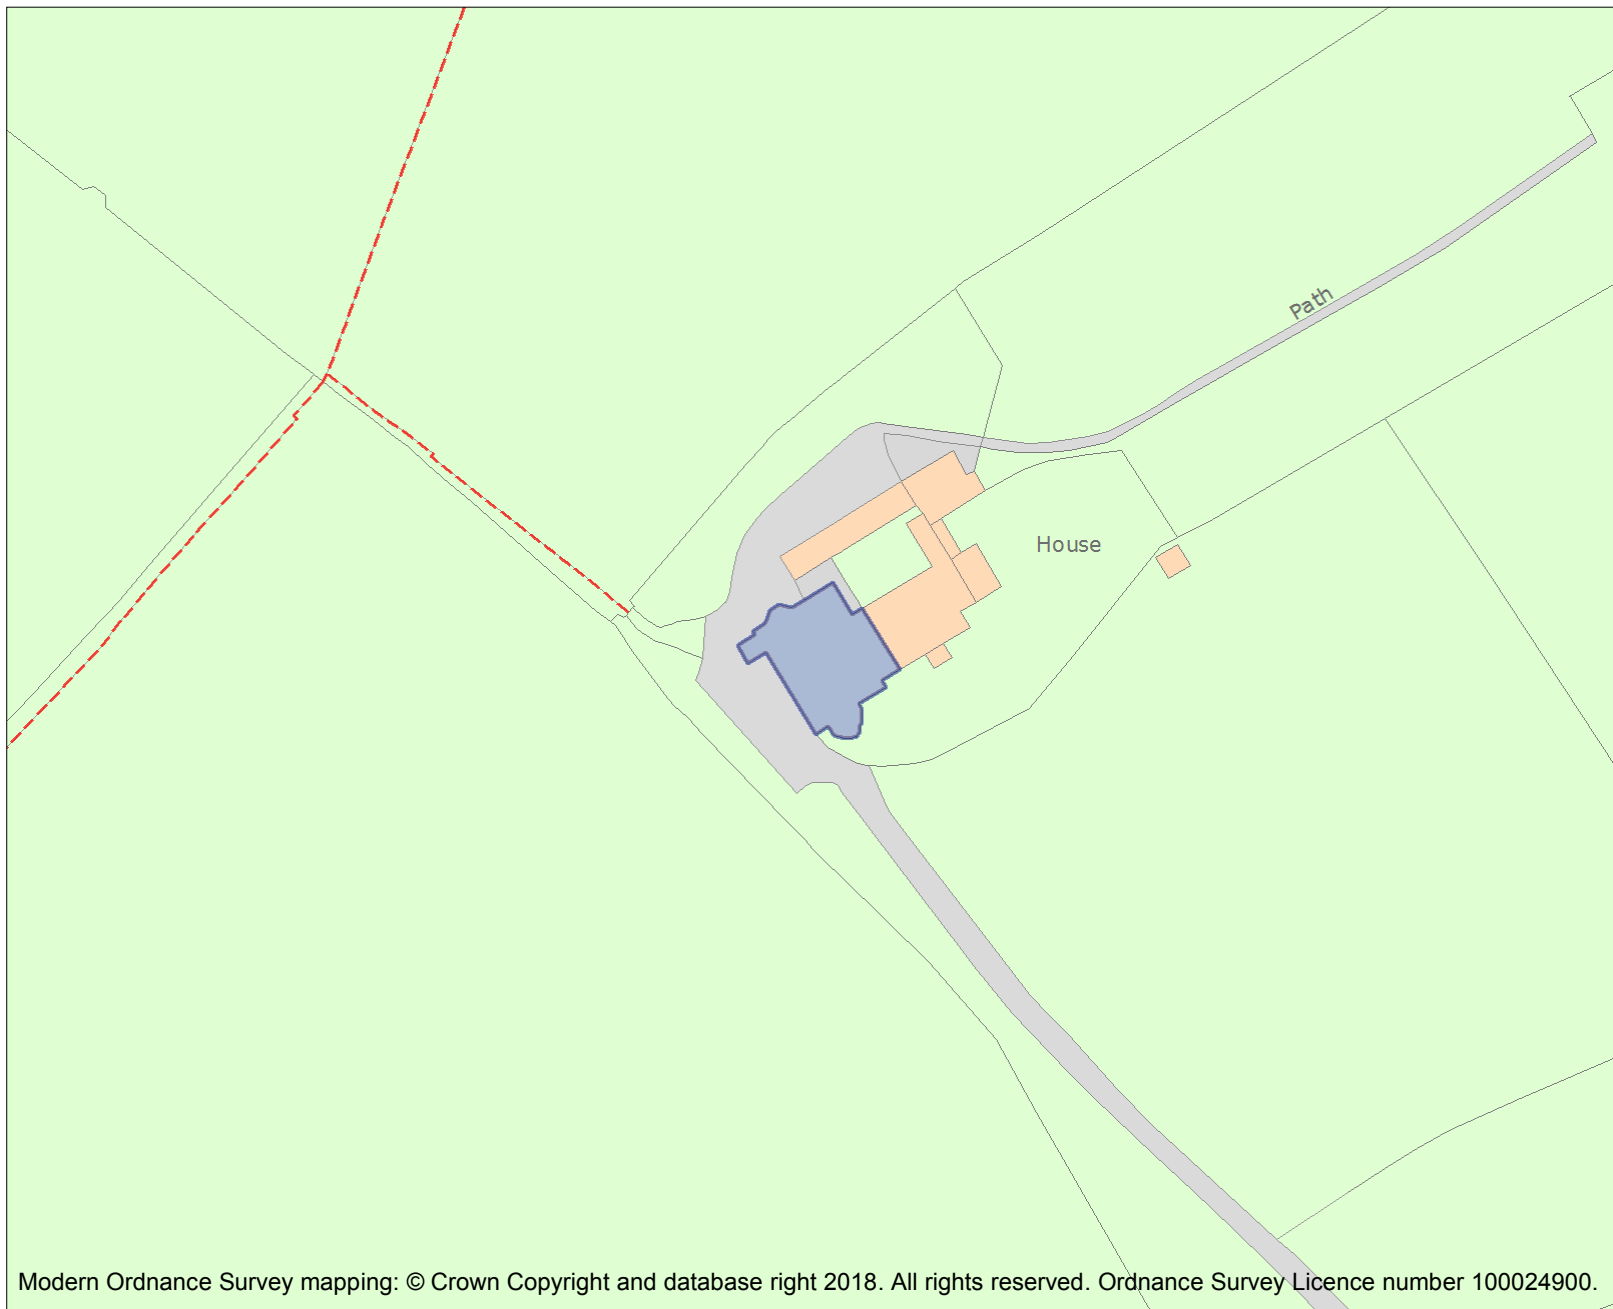 Path
House
Modern Ordnance Survey mapping: © Crown Copyright and database right 2018. All rights reserved. Ordnance Survey Licence number 100024900.